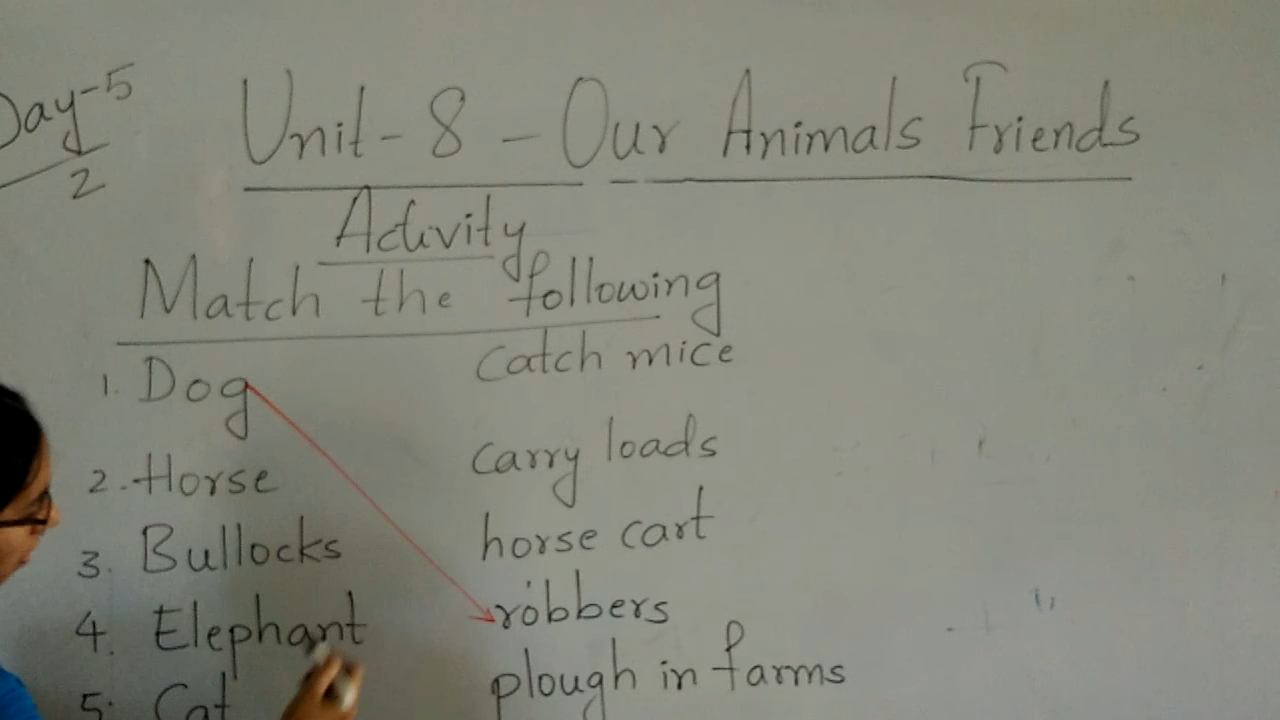 Day-5
2
Unit-8 - Our Animals Friends
Activity
Match the following
1. Dog catch mice
2. Horse carry loads
3. Bullocks horse cart
4. Elephant robbers
5. Cat plough in farms